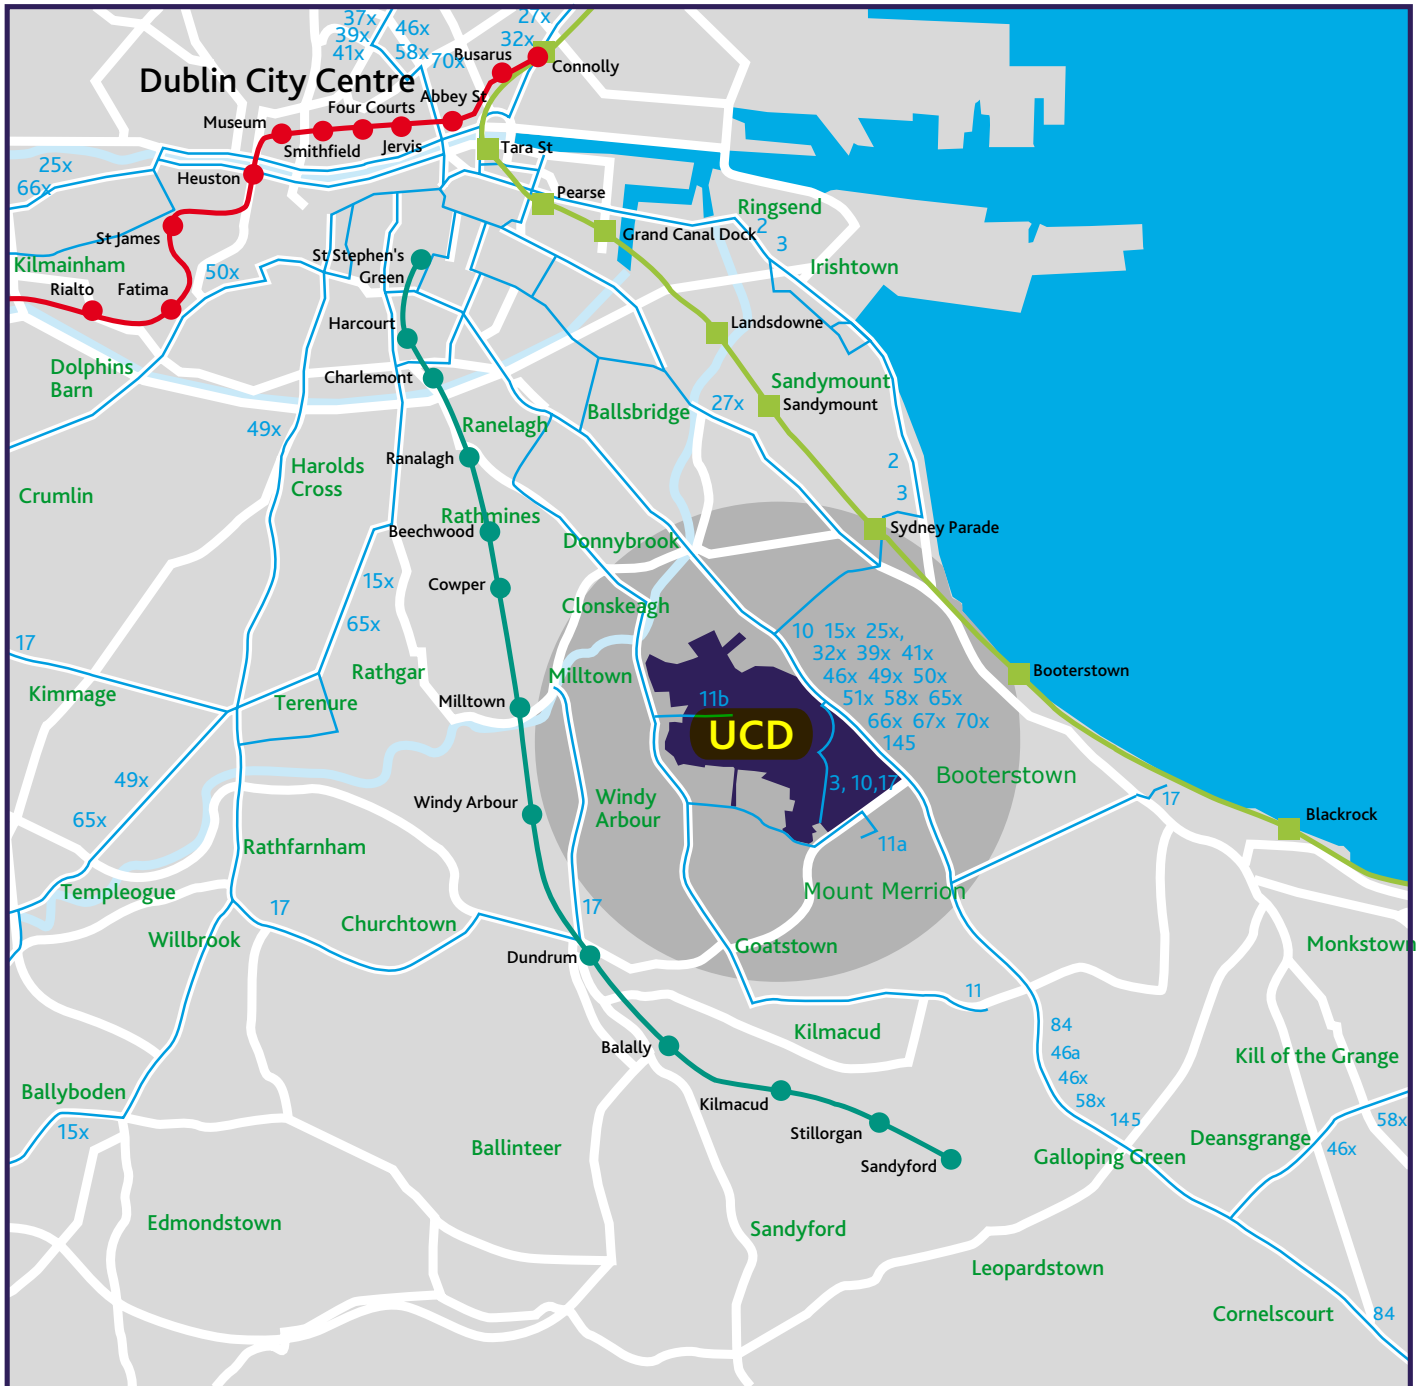 37x
39x
41x
46x
58x
70x
27x
32x
Busarus
Connolly
Dublin City Centre
Abbey St
Four Courts
Museum
Smithfield
Jervis
Tara St
25x
66x
Heuston
Pearse
Ringsend
2
3
St James
Grand Canal Dock
St Stephen's
Green
Kilmainham
50x
Irishtown
Rialto
Fatima
Harcourt
Landsdowne
Dolphins
Barn
Charlemont
Sandymount
Sandymount
27x
Ballsbridge
Ranelagh
49x
Ranalagh
Harolds
Cross
2
3
Crumlin
Rathmines
Beechwood
Sydney Parade
Donnybrook
15x
Cowper
Clonskeagh
65x
17
10 15x 25x,
32x 39x 41x
46x 49x 50x
51x 58x 65x
66x 67x 70x
145
Rathgar
Milltown
Booterstown
Kimmage
Terenure
Milltown
11b
UCD
49x
3, 10,17
Booterstown
Windy Arbour
Windy
Arbour
17
65x
Blackrock
Rathfarnham
11a
Templeogue
Mount Merrion
17
Churchtown
17
Willbrook
Goatstown
Monkstown
Dundrum
11
Kilmacud
84
46a
46x
58x
145
Balally
Kill of the Grange
Ballyboden
Kilmacud
15x
Stillorgan
58x
Deansgrange
46x
Ballinteer
Sandyford
Galloping Green
Edmondstown
Sandyford
Leopardstown
Cornelscourt
84